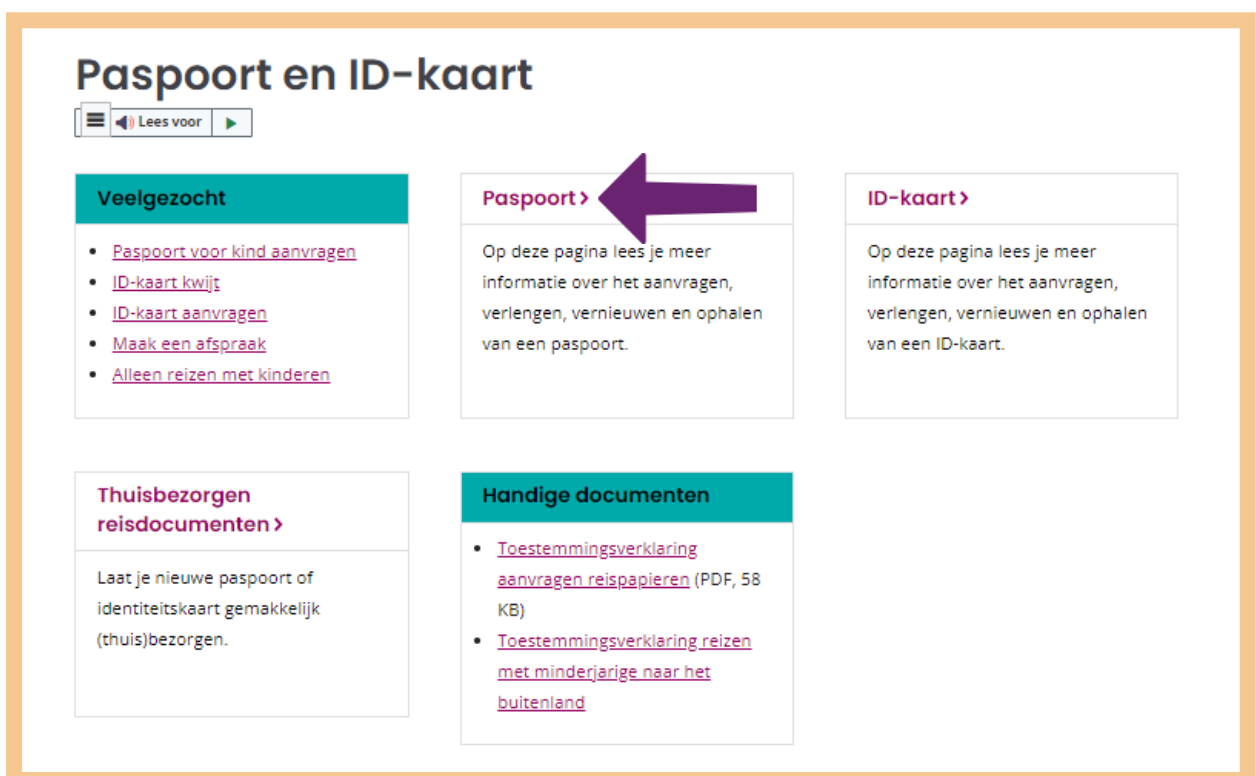 Paspoort en ID-kaart
Lees voor
Veelgezocht
Paspoort voor kind aanvragen
ID-kaart kwijt
ID-kaart aanvragen
Maak een afspraak
Alleen reizen met kinderen
Paspoort
Op deze pagina lees je meer
informatie over het aanvragen,
verlengen, vernieuwen en ophalen
van een paspoort.
ID-kaart
Op deze pagina lees je meer
informatie over het aanvragen,
verlengen, vernieuwen en ophalen
van een ID-kaart.
Thuisbezorgen
reisdocumenten
Laat je nieuwe paspoort of
identiteitskaart gemakkelijk
(thuis)bezorgen.
Handige documenten
Toestemmingsverklaring
aanvragen reispapieren (PDF, 58
KB)
Toestemmingsverklaring reizen
met minderjarige naar het
buitenland